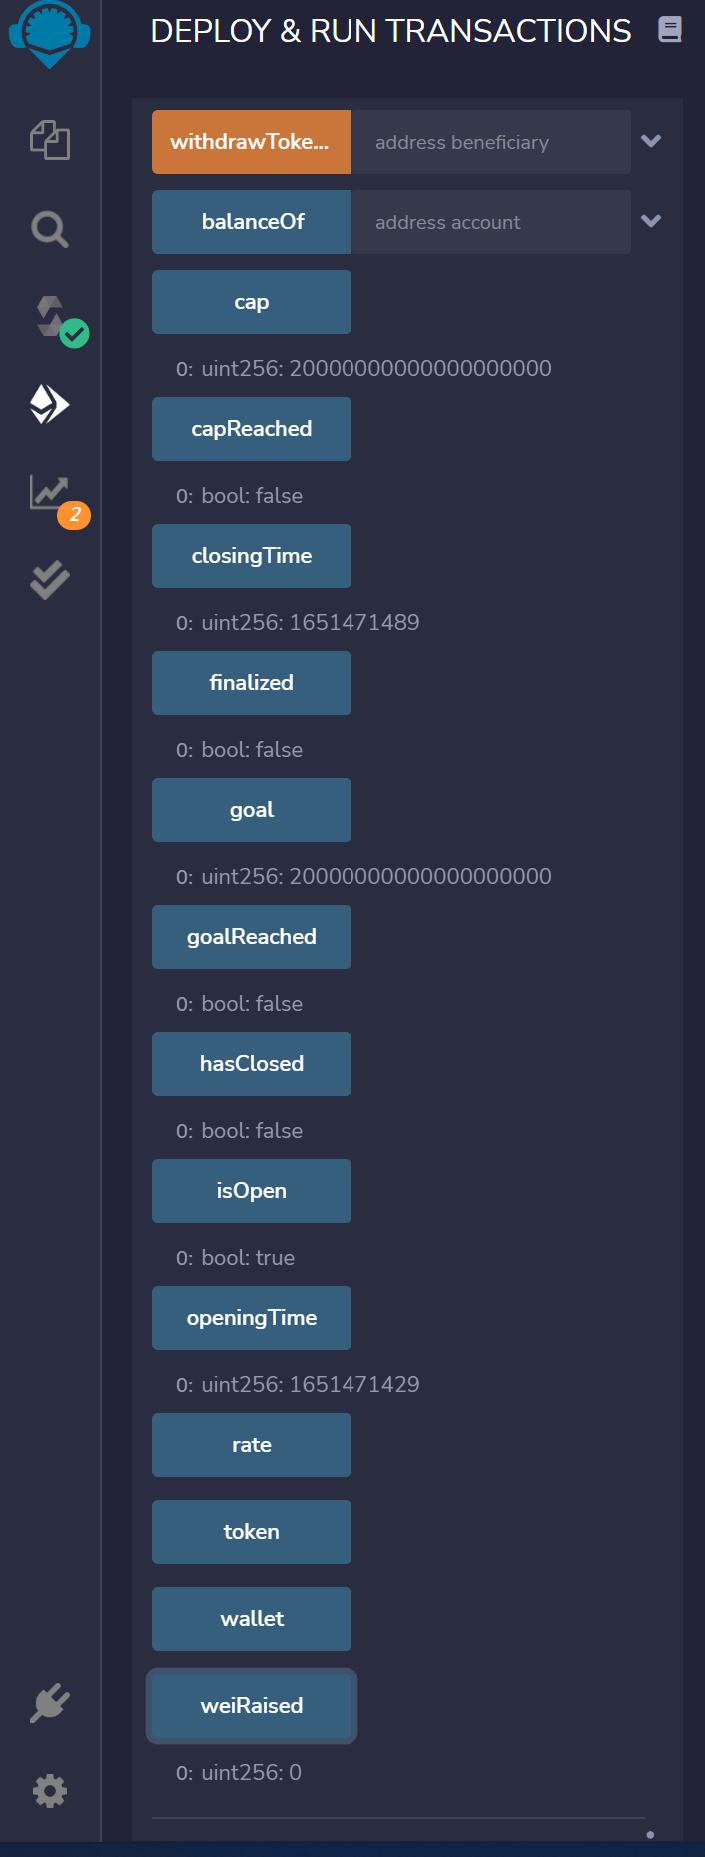 DEPLOY & RUN TRANSACTIONS
withdrawToke... address beneficiary
balanceOf address account
cap
0: uint256: 20000000000000000000
capReached
0: bool: false
closingTime
0: uint256: 1651471489
finalized
0: bool: false
goal
0: uint256: 20000000000000000000
goalReached
0: bool: false
hasClosed
0: bool: false
isOpen
0: bool: true
2
openingTime
0: uint256: 1651471429
rate
token
wallet
weiRaised
0: uint256: 0